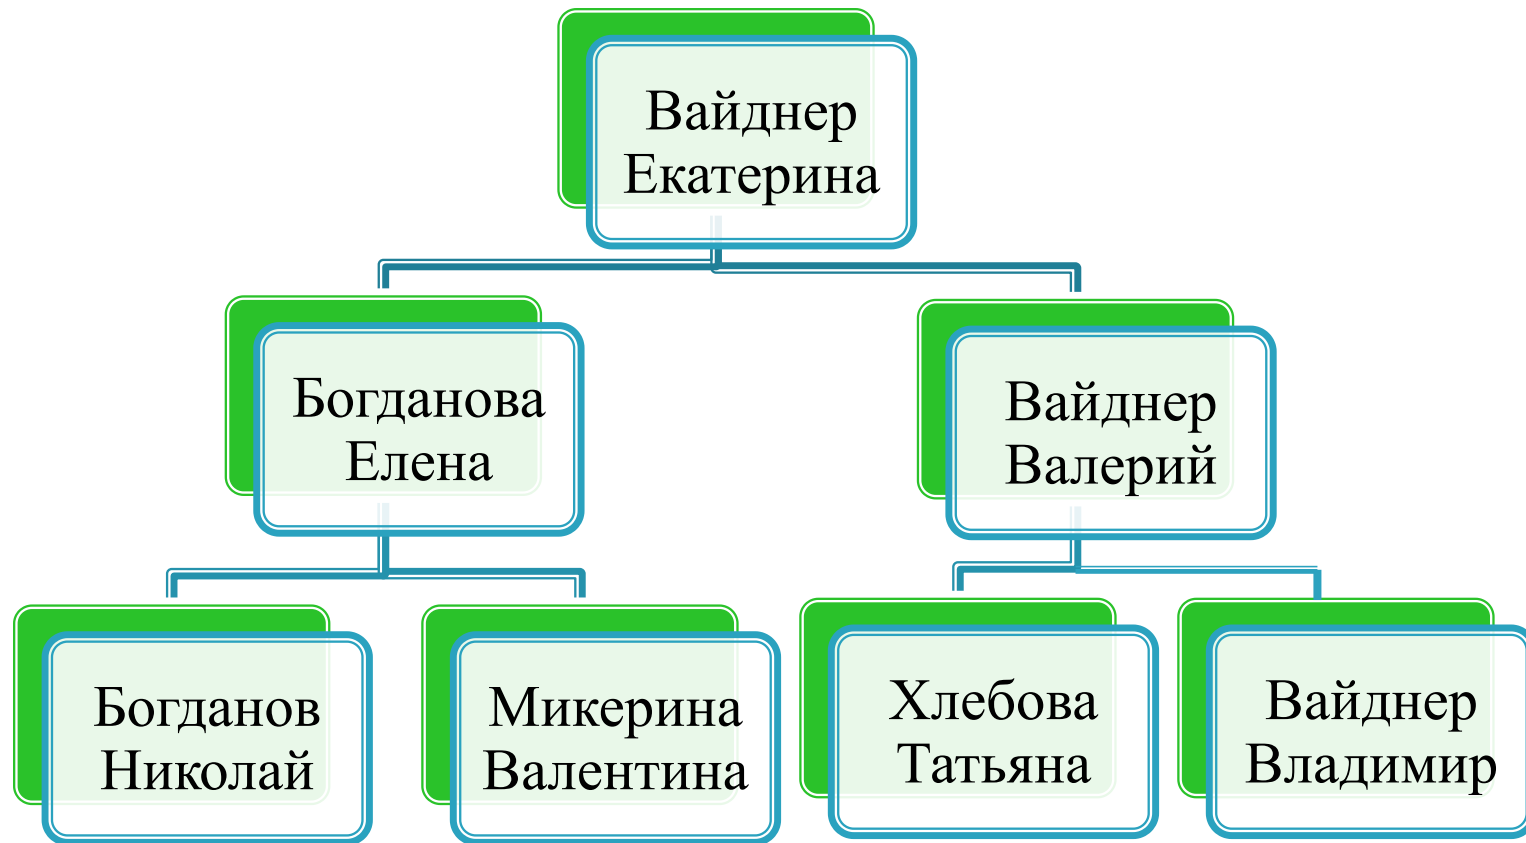 Вайднер
Екатерина
Богданова
Елена
Вайднер
Валерий
Богданов
Николай
Микерина
Валентина
Хлебова
Татьяна
Вайднер
Владимир